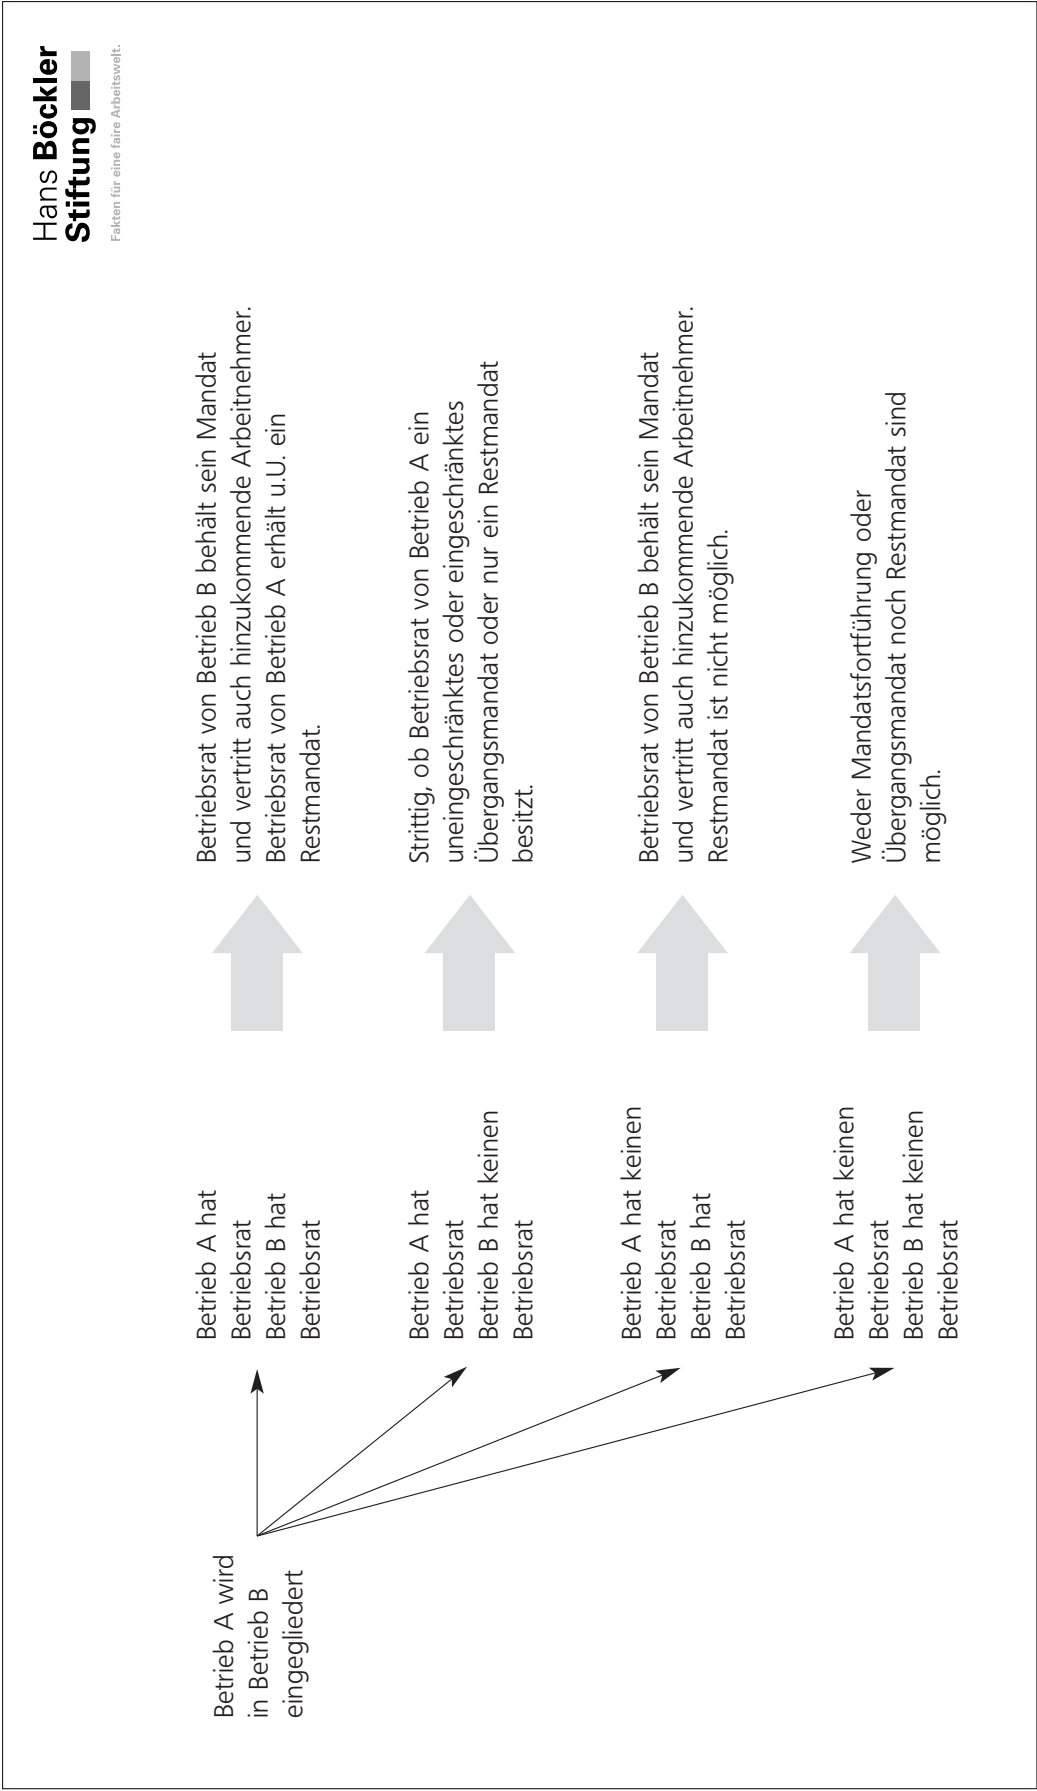 Hans Böckler
Stiftung
Fakten für eine faire Arbeitswelt.
Betrieb A wird
in Betrieb B
eingegliedert
Betrieb A hat
Betriebsrat
Betrieb B hat
Betriebsrat
Betriebsrat von Betrieb B behält sein Mandat
und vertritt auch hinzukommende Arbeitnehmer.
Betriebsrat von Betrieb A erhält u.U. ein
Restmandat.
Betrieb A hat
Betriebsrat
Betrieb B hat keinen
Betriebsrat
Strittig, ob Betriebsrat von Betrieb A ein
uneingeschränktes oder eingeschränktes
Übergangsmandat oder nur ein Restmandat
besitzt.
Betrieb A hat keinen
Betriebsrat
Betrieb B hat
Betriebsrat
Betriebsrat von Betrieb B behält sein Mandat
und vertritt auch hinzukommende Arbeitnehmer.
Restmandat ist nicht möglich.
Betrieb A hat keinen
Betriebsrat
Betrieb B hat keinen
Betriebsrat
Weder Mandatsfortführung oder
Übergangsmandat noch Restmandat sind
möglich.